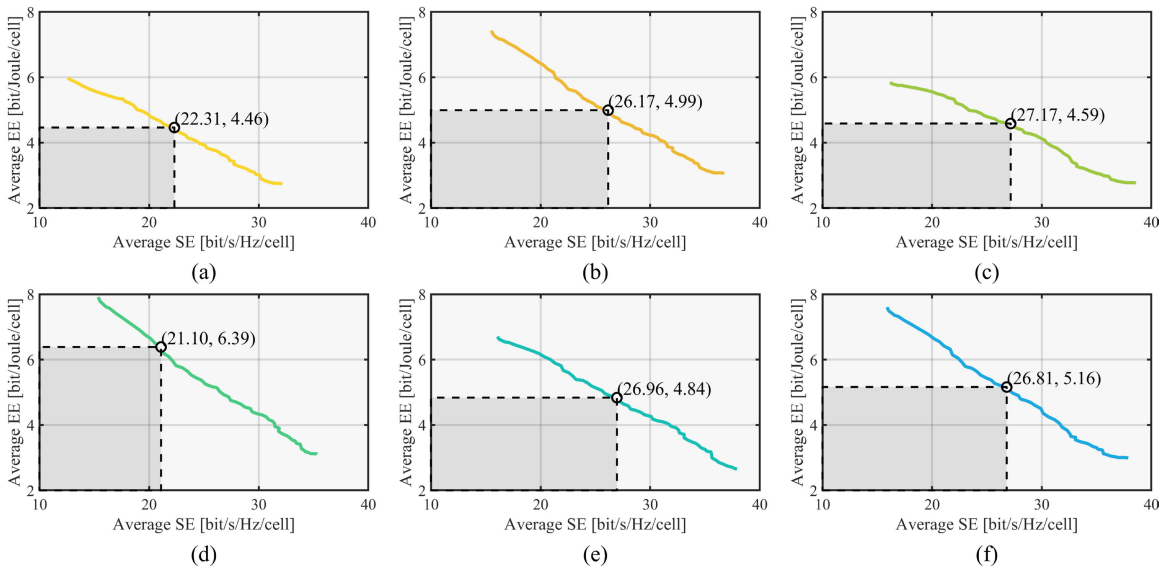 8
6
4
2
Average EE [bit/Joule/cell]
(22.31, 4.46)
10 20 30 40
Average SE [bit/s/Hz/cell]
(a)
8
6
4
2
Average EE [bit/Joule/cell]
(26.17, 4.99)
10 20 30 40
Average SE [bit/s/Hz/cell]
(b)
8
6
4
2
Average EE [bit/Joule/cell]
(27.17, 4.59)
10 20 30 40
Average SE [bit/s/Hz/cell]
(c)
8
6
4
2
Average EE [bit/Joule/cell]
(21.10, 6.39)
10 20 30 40
Average SE [bit/s/Hz/cell]
(d)
8
6
4
2
Average EE [bit/Joule/cell]
(26.96, 4.84)
10 20 30 40
Average SE [bit/s/Hz/cell]
(e)
8
6
4
2
Average EE [bit/Joule/cell]
(26.81, 5.16)
10 20 30 40
Average SE [bit/s/Hz/cell]
(f)